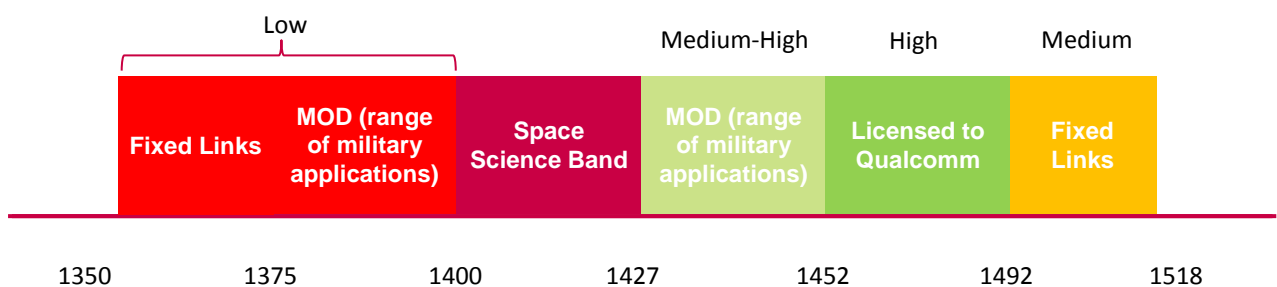 Low
Medium-High High Medium
Fixed Links
MOD (range
of military
applications)
Space
Science Band
MOD (range
of military
applications)
Licensed to
Qualcomm
Fixed
Links
1350 1375 1400 1427 1452 1492 1518